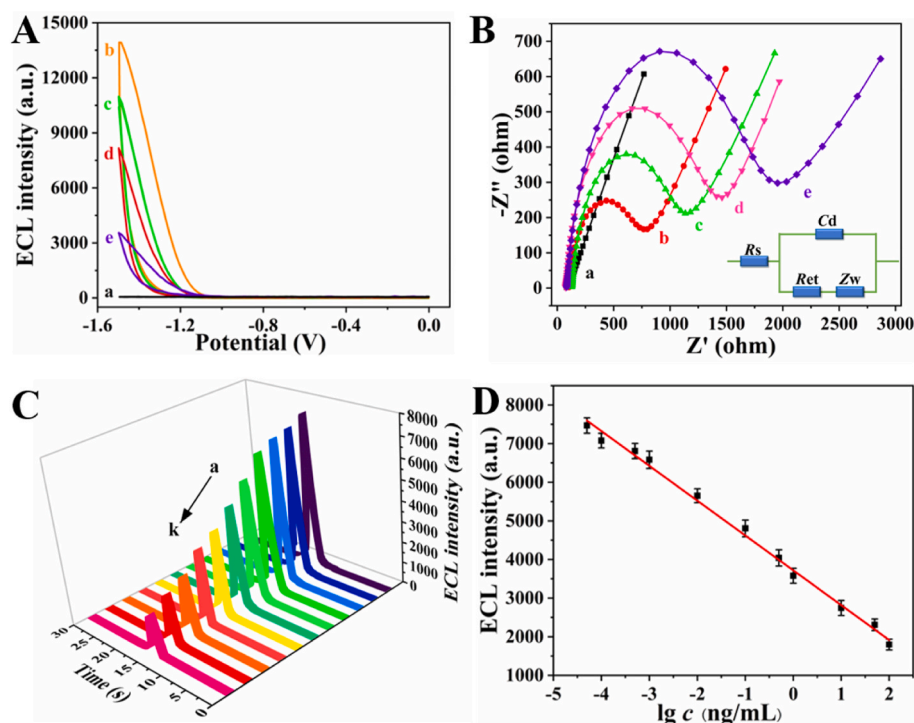 A
ECL intensity (a.u.)
15000
12000
9000
6000
3000
0
b
c
d
e
a
-1.6
-1.2
-0.8
-0.4
0.0
Potential (V)
B
-Z" (ohm)
700
600
500
400
300
200
100
0
a
b
c
d
e
Rs
Cd
Ret
Zw
0
500
1000
1500
2000
2500
3000
Z' (ohm)
C
a
k
8000
7000
6000
5000
4000
3000
2000
1000
0
ECL intensity (a.u.)
30
25
20
15
10
5
0
Time (s)
D
ECL intensity (a.u.)
8000
7000
6000
5000
4000
3000
2000
1000
-5
-4
-3
-2
-1
0
1
2
lg c (ng/mL)